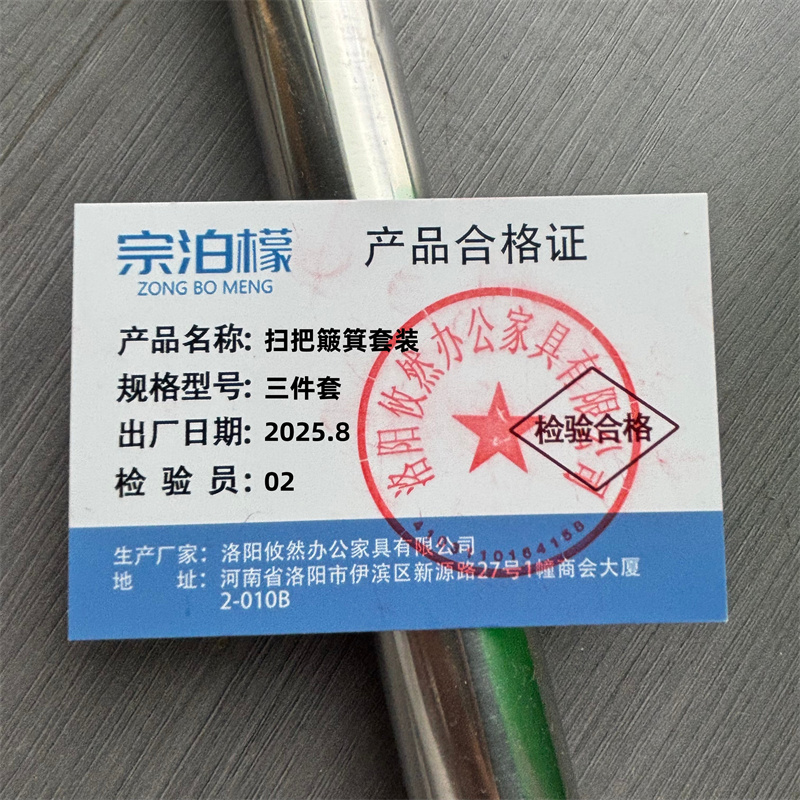 宗泊檬
ZONG BO MENG
产品合格证
产品名称: 扫把簸箕套装
规格型号: 三件套
出厂日期: 2025.8
检 验 员: 02
洛阳攸然办公家具有限公司
检验合格
生产厂家: 洛阳攸然办公家具有限公司
地 址: 河南省洛阳市伊滨区新源路27号1幢商会大厦
2-010B